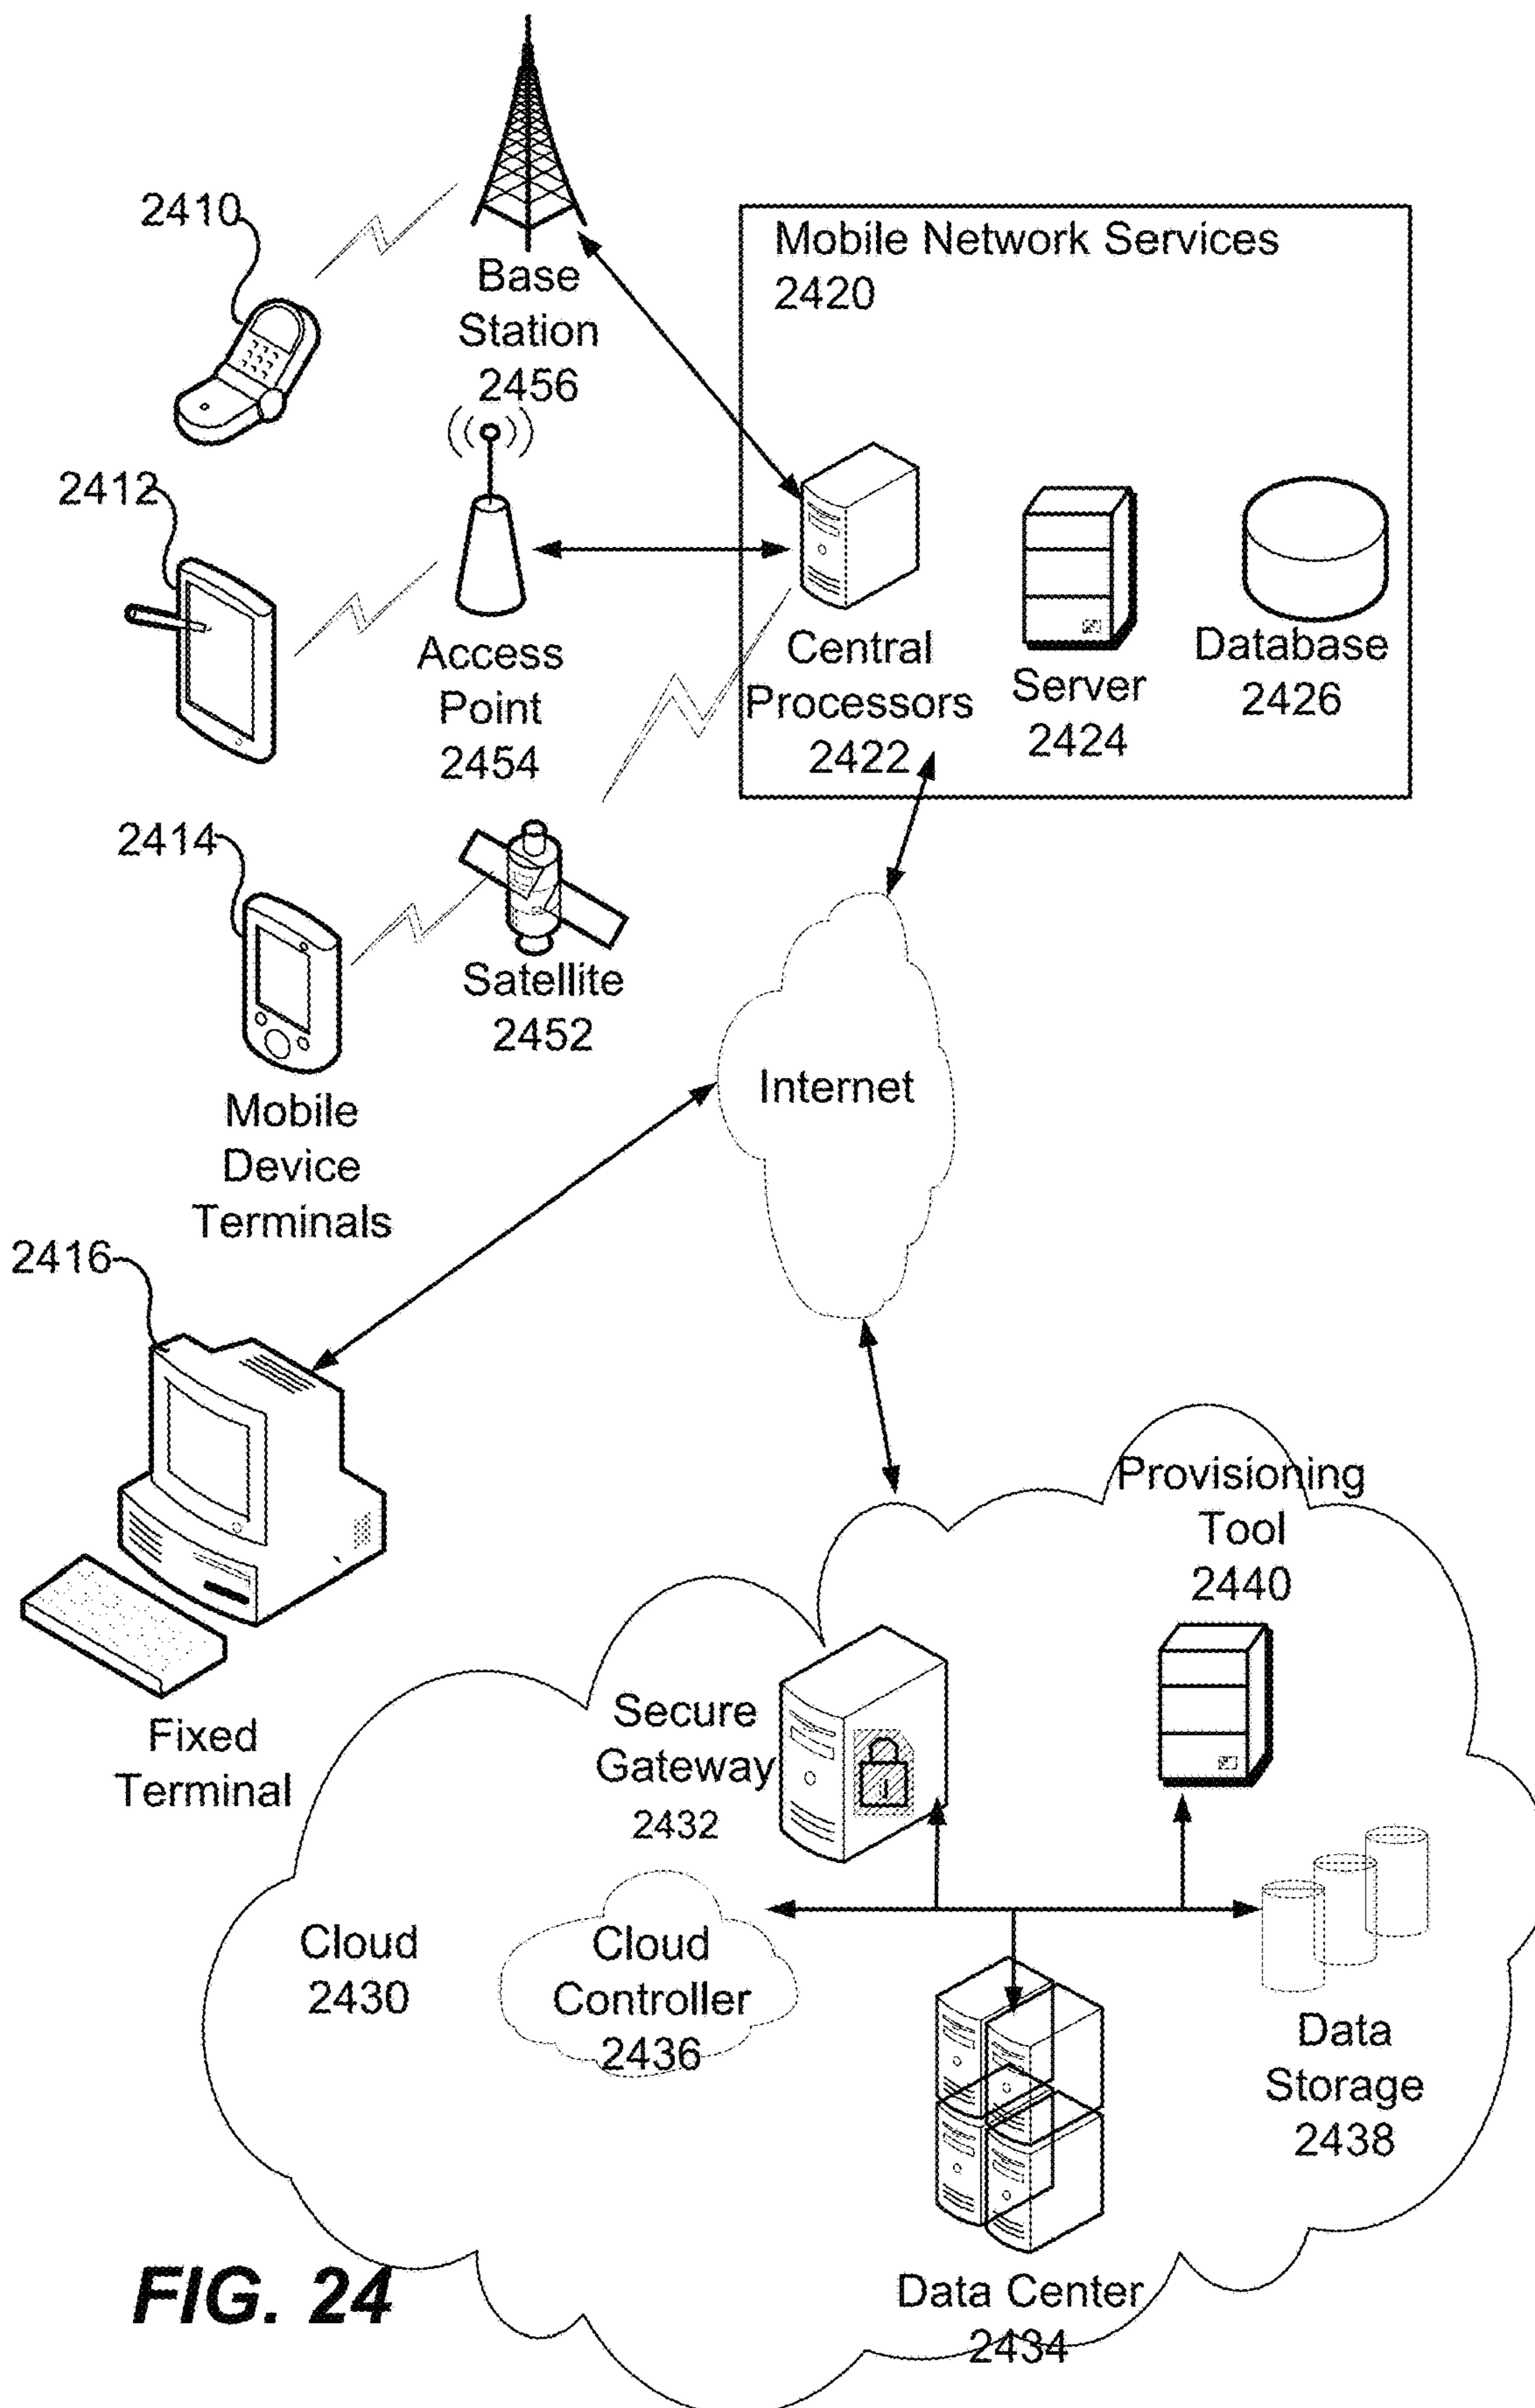 2410
Base
Station
2456
Mobile Network Services
2420
2412
Access
Point
2454
Central
Processors
2422
Server
2424
Database
2426
2414
Satellite
2452
Mobile
Device
Terminals
Internet
2416
Fixed
Terminal
Provisioning
Tool
2440
Secure
Gateway
2432
Cloud
2430
Cloud
Controller
2436
Data
Storage
2438
Data Center
2434
FIG. 24